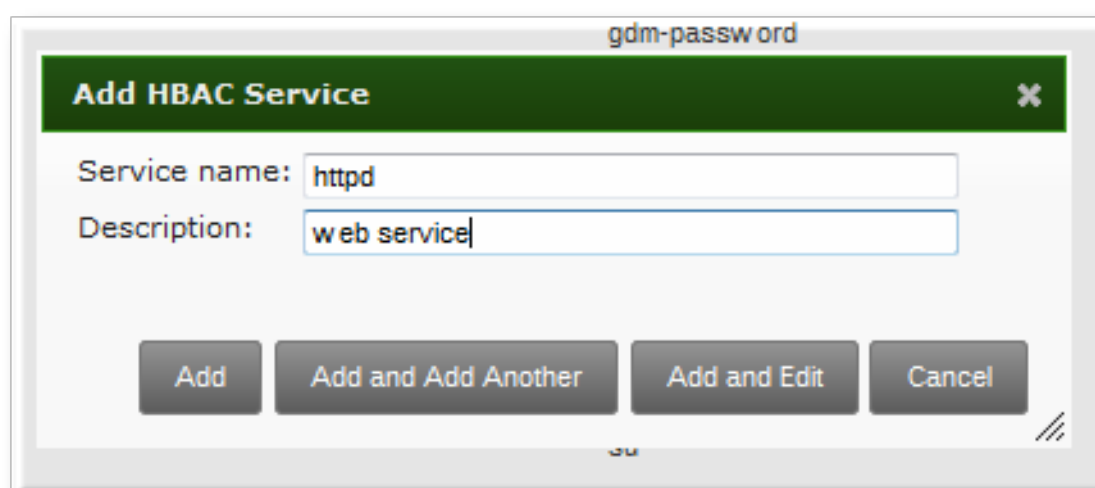 gdm-password
Add HBAC Service
Service name: httpd
Description: web service
Add Add and Add Another Add and Edit Cancel
su